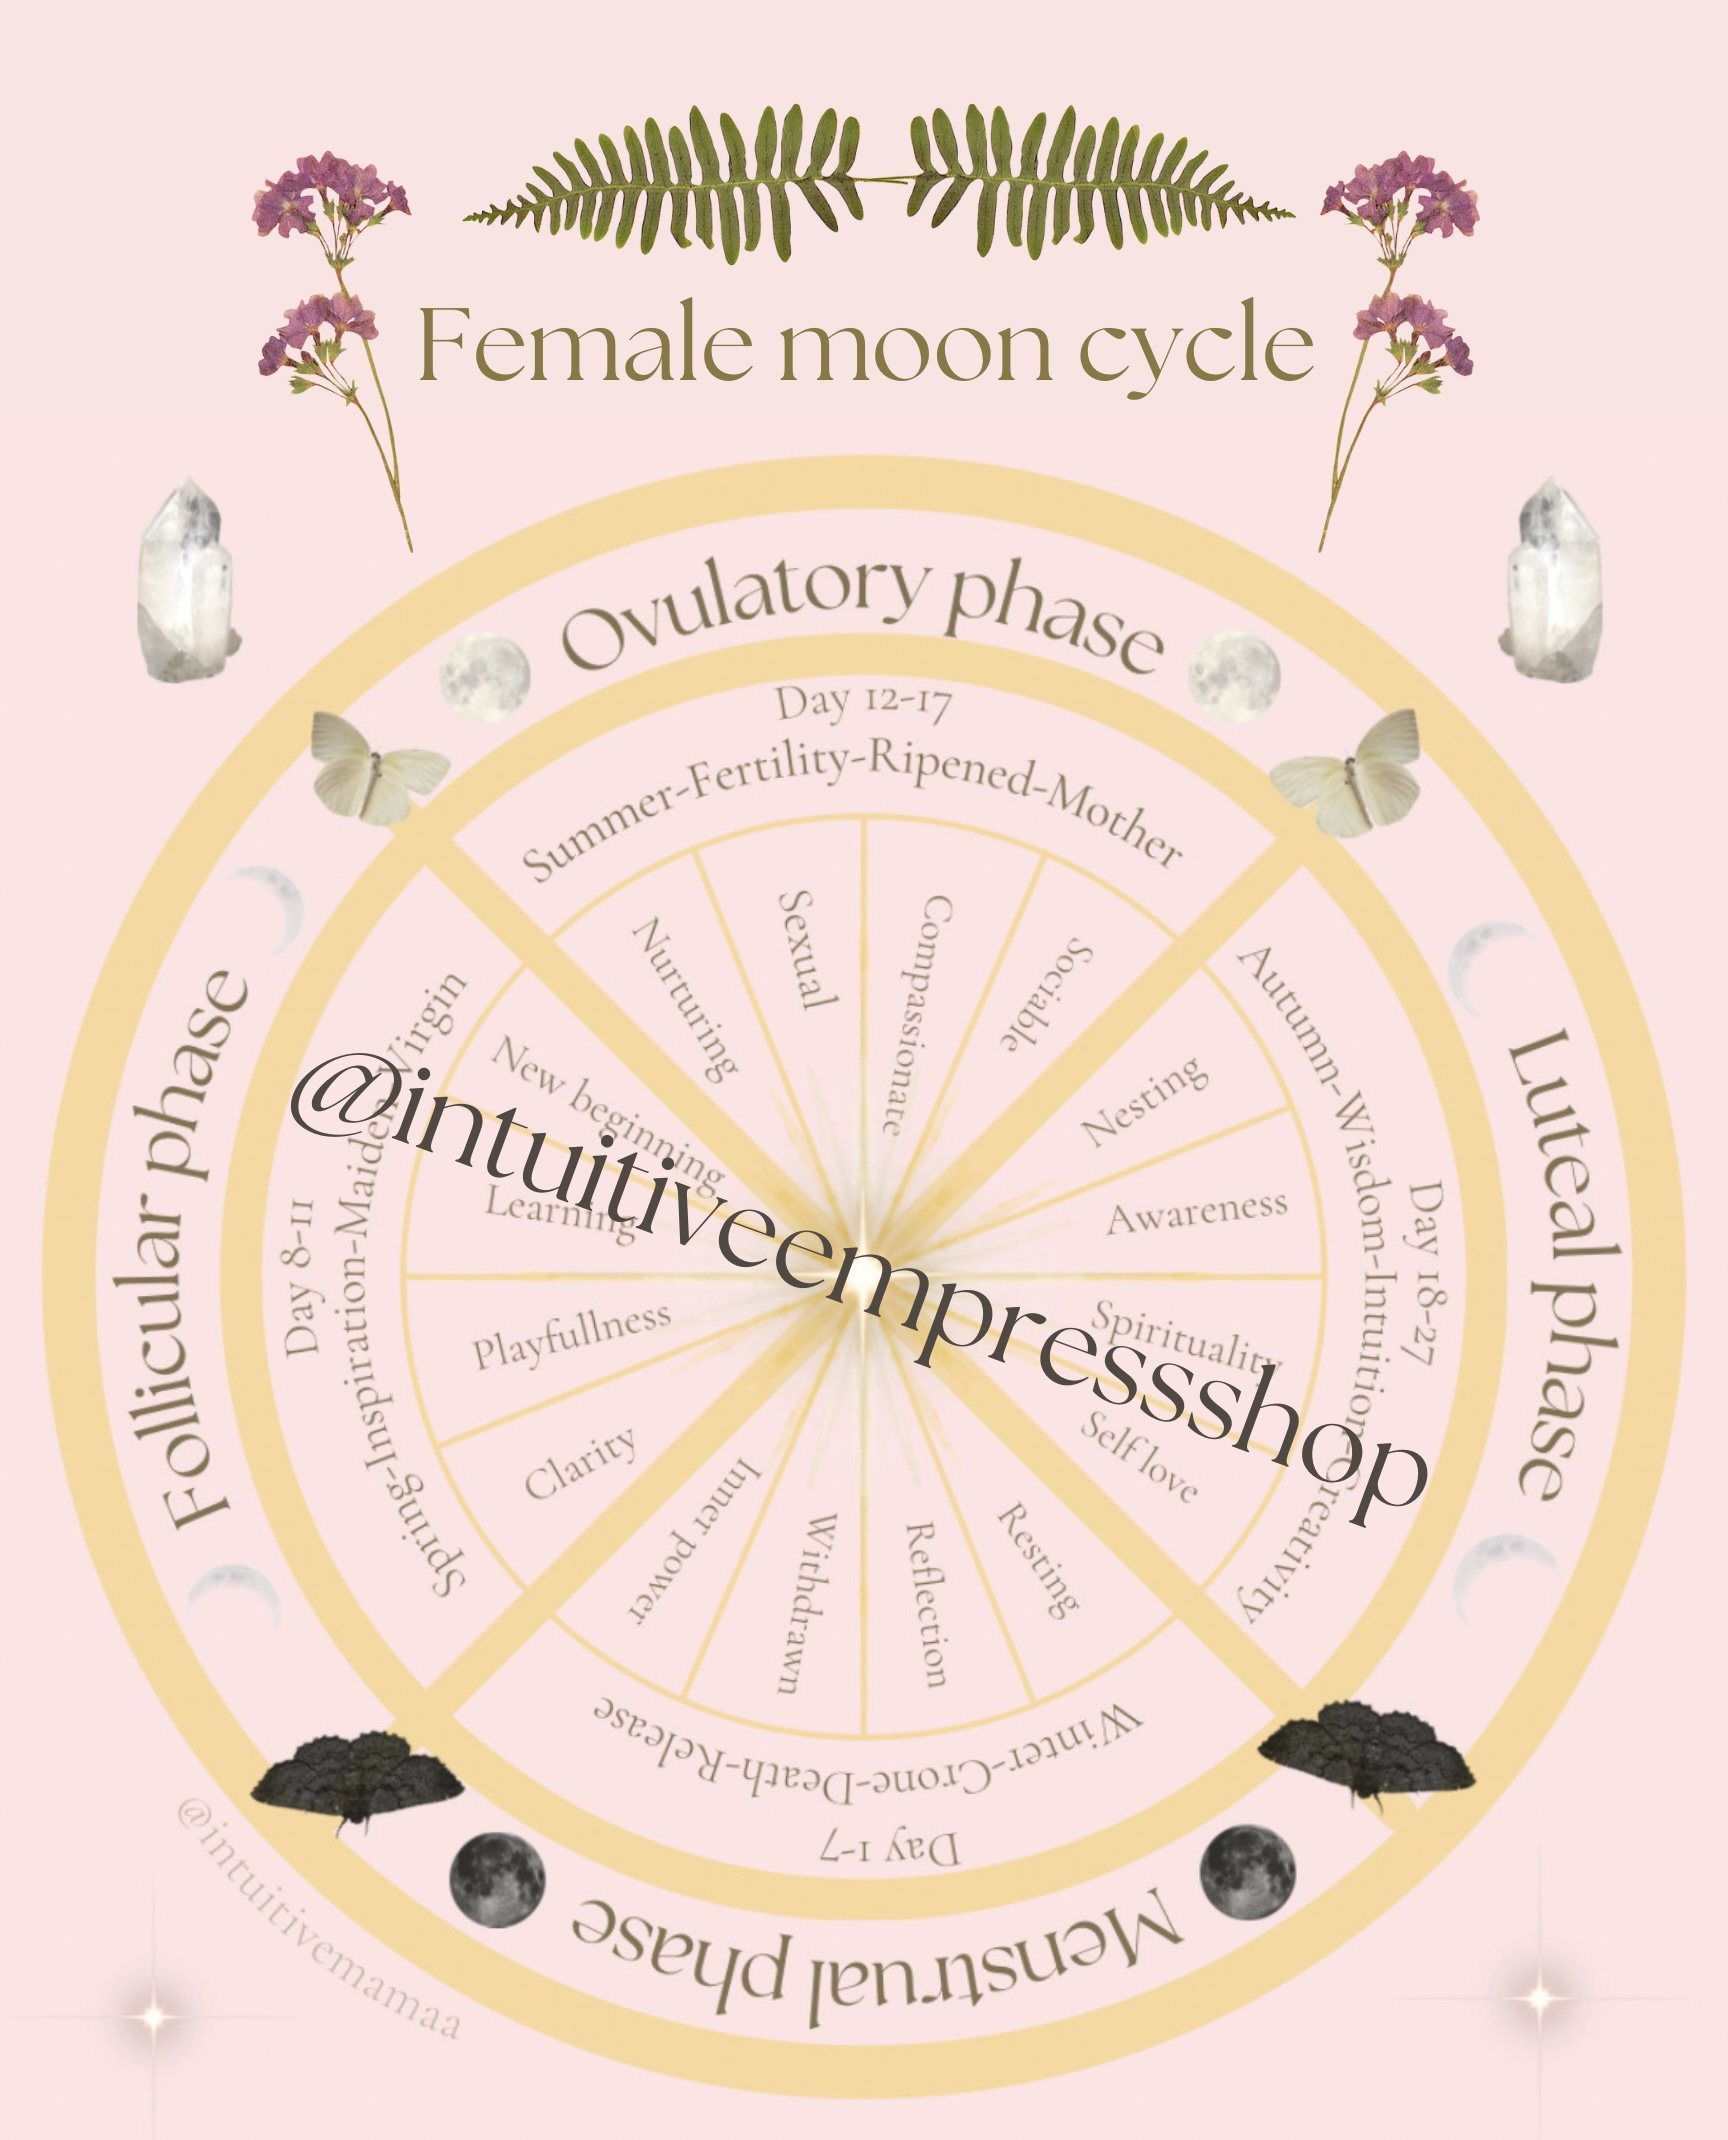 Female moon cycle
Ovulatory phase
Day 12-17
Summer-Fertility-Ripened-Mother
Nurturing
Sexual
Compassionate
Sociable
Luteal phase
Day 18-27
Autumn-Wisdom-Intuition-Creativity
Nesting
Awareness
Spirituality
Self love
Menstrual phase
Day 1-7
Winter-Crone-Death-Release
Resting
Reflection
Withdrawn
Inner power
Follicular phase
Day 8-11
Spring-Inspiration-Maiden-Virgin
Clarity
Playfullness
Learning
New beginning
@intuitiveempressshop
@intuitivemamaa